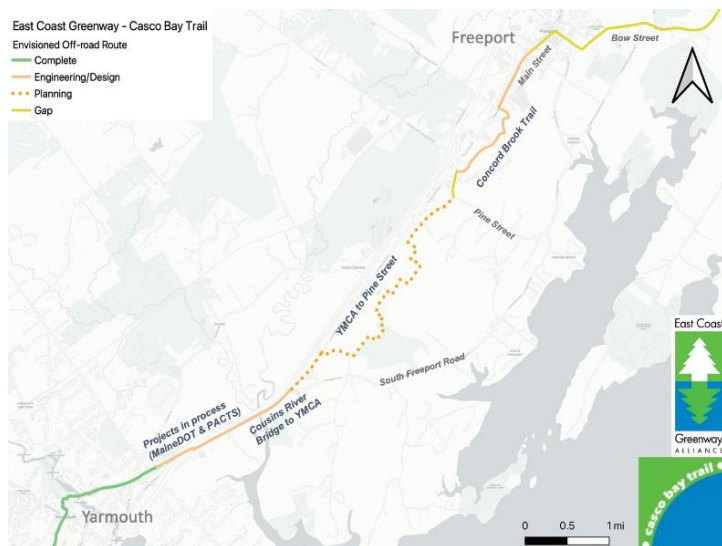 East Coast Greenway - Casco Bay Trail
Envisioned Off-road Route
Complete
Engineering/Design
Planning
Gap
Freeport
Bow Street
Main Street
Concord Brook Trail
Pine Street
YMCA to Pine Street
South Freeport Road
Cousins River
Bridge to YMCA
Projects in process
(MaineDOT & PACTS)
Yarmouth
East Coast
Greenway
ALLIANCE
casco bay trail
0 0.5 1 mi